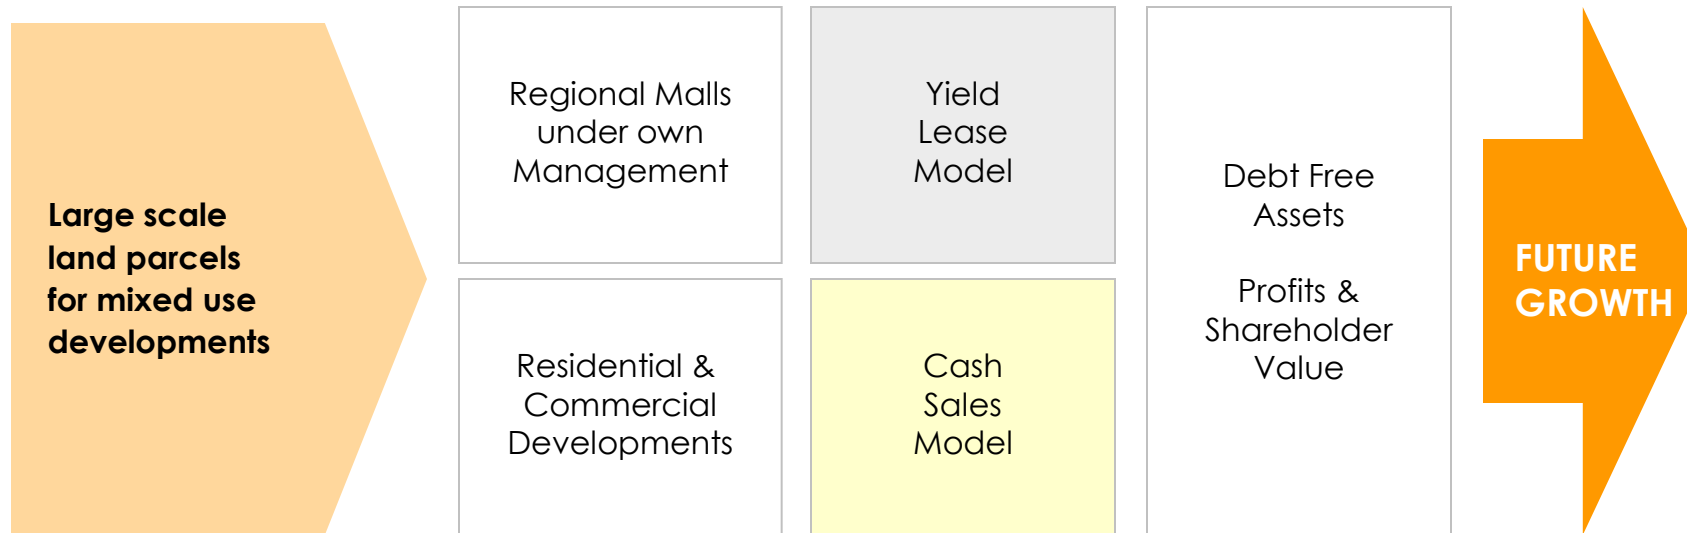 Large scale
land parcels
for mixed use
developments
Regional Malls
under own
Management
Yield
Lease
Model
Residential &
Commercial
Developments
Cash
Sales
Model
Debt Free
Assets
Profits &
Shareholder
Value
FUTURE
GROWTH